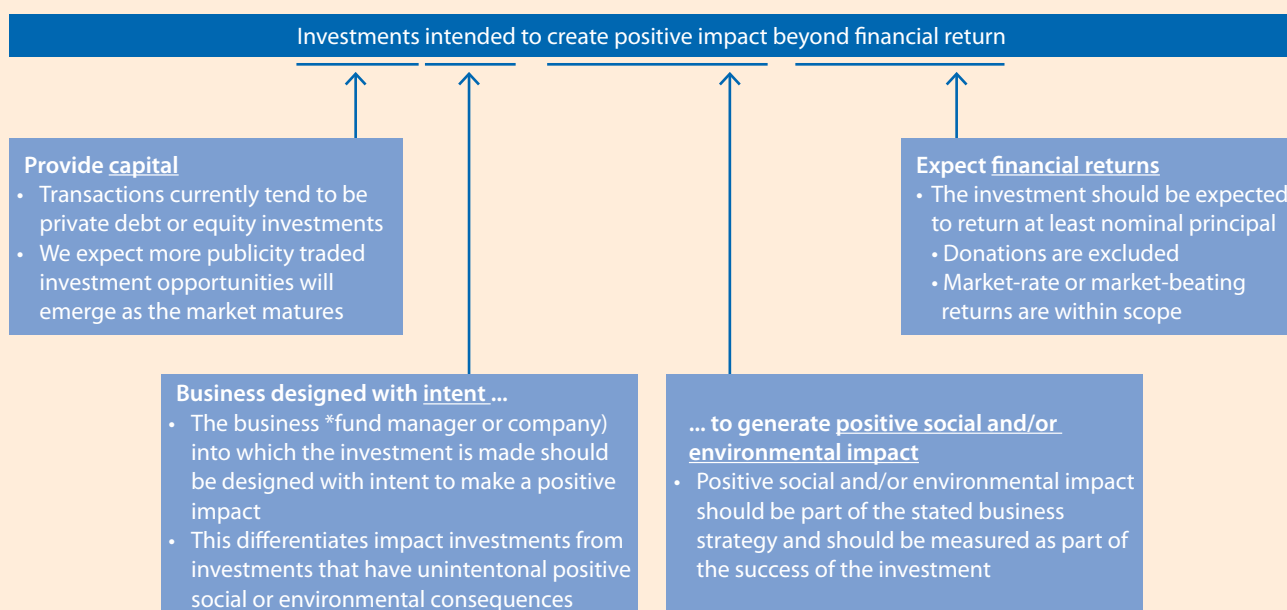 Investments intended to create positive impact beyond financial return
Provide capital
• Transactions currently tend to be
private debt or equity investments
• We expect more publicity traded
investment opportunities will
emerge as the market matures
Expect financial returns
• The investment should be expected
to return at least nominal principal
• Donations are excluded
• Market-rate or market-beating
returns are within scope
Business designed with intent ...
• The business *fund manager or company)
into which the investment is made should
be designed with intent to make a positive
impact
• This differentiates impact investments from
investments that have unintentonal positive
social or environmental consequences
... to generate positive social and/or
environmental impact
• Positive social and/or environmental impact
should be part of the stated business
strategy and should be measured as part of
the success of the investment